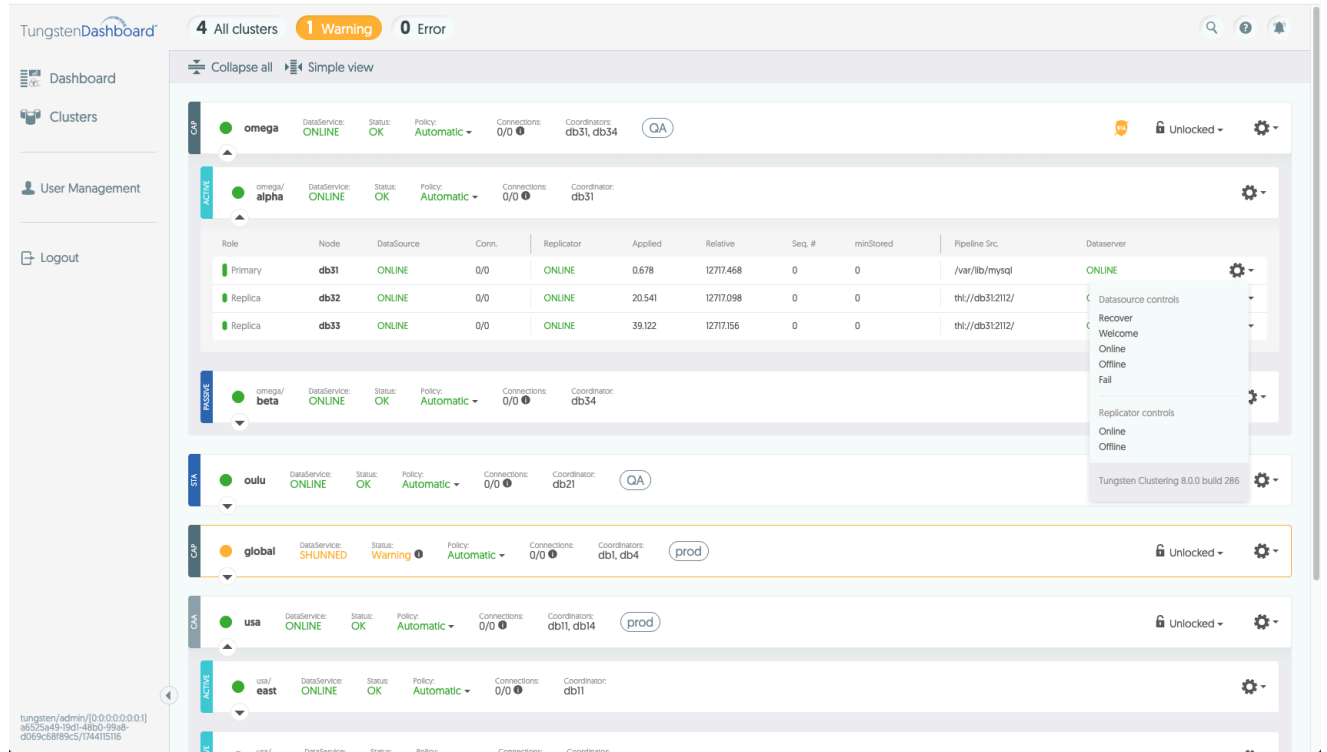 TungstenDashboard
4 All clusters 1 Warning 0 Error
Collapse all Simple view
Dashboard
Clusters
User Management
Logout
tungsten/admin/[0:0:0:0:0:0:0:1]
a6525a49-19d1-48b0-99a8-
d069c68f89c5/1744115116
CAP
omega DataService: ONLINE Status: OK Policy: Automatic Connections: 0/0 Coordinators: db31, db34 QA Unlocked
ACTIVE
omega/ alpha DataService: ONLINE Status: OK Policy: Automatic Connections: 0/0 Coordinator: db31
Role Node DataSource Conn. Replicator Applied Relative Seq. # minStored Pipeline Src. Dataserver
Primary db31 ONLINE 0/0 ONLINE 0.678 12717.468 0 0 /var/lib/mysql ONLINE
Replica db32 ONLINE 0/0 ONLINE 20.541 12717.098 0 0 thl://db31:2112/
Replica db33 ONLINE 0/0 ONLINE 39.122 12717.156 0 0 thl://db31:2112/
Datasource controls
Recover
Welcome
Online
Offline
Fail
Replicator controls
Online
Offline
Tungsten Clustering 8.0.0 build 286
PASSIVE
omega/ beta DataService: ONLINE Status: OK Policy: Automatic Connections: 0/0 Coordinator: db34
STA
oulu DataService: ONLINE Status: OK Policy: Automatic Connections: 0/0 Coordinator: db21 QA
CAP
global DataService: SHUNNED Status: Warning Policy: Automatic Connections: 0/0 Coordinators: db1, db4 prod Unlocked
CAA
usa DataService: ONLINE Status: OK Policy: Automatic Connections: 0/0 Coordinators: db11, db14 prod Unlocked
ACTIVE
usa/ east DataService: ONLINE Status: OK Policy: Automatic Connections: 0/0 Coordinator: db11
usa/ DataService: Status: Policy: Connections: Coordinator: